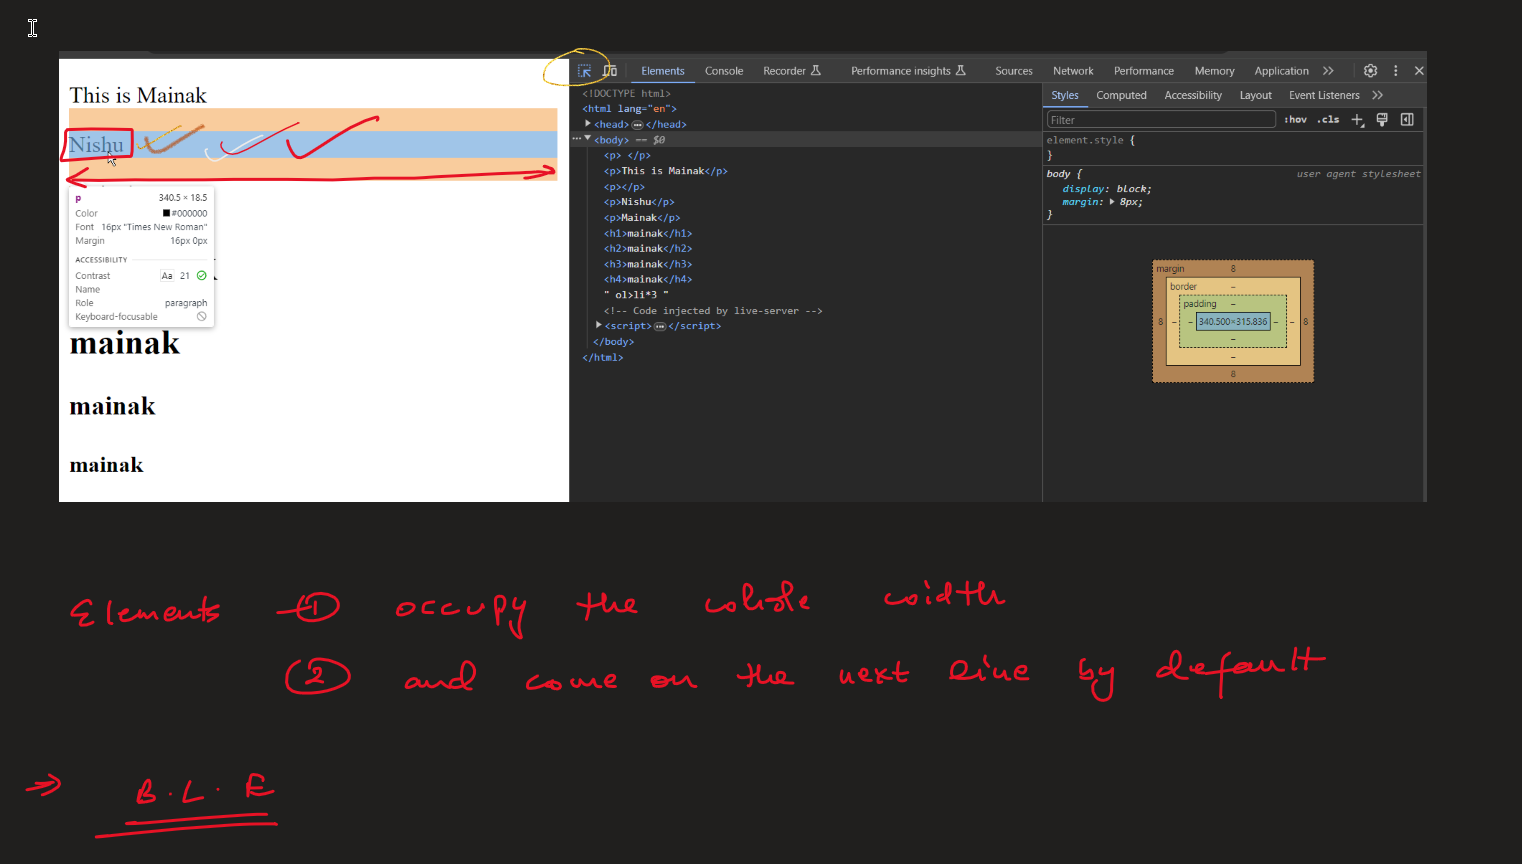 Elements Console Recorder Performance insights Sources Network Performance Memory Application
This is Mainak
Nishu
p 340.5 × 18.5
Color #000000
Font 16px "Times New Roman"
Margin 16px 0px
ACCESSIBILITY
Contrast Aa 21
Name
Role paragraph
Keyboard-focusable
mainak
mainak
mainak
<!DOCTYPE html>
<html lang="en">
<head> ••• </head>
••• <body> == $0
<p> </p>
<p>This is Mainak</p>
<p></p>
<p>Nishu</p>
<p>Mainak</p>
<h1>mainak</h1>
<h2>mainak</h2>
<h3>mainak</h3>
<h4>mainak</h4>
" ol>li*3 "
<!-- Code injected by live-server -->
<script> ••• </script>
</body>
</html>
Styles Computed Accessibility Layout Event Listeners
Filter :hov .cls
element.style {
}
body { user agent stylesheet
display: block;
margin: 8px;
}
margin 8
border –
padding –
8 – – 340.500×315.836 – – 8
–
–
8
Elements → ① occupy the whole width
② and come on the next line by default
⇒ B.L.E